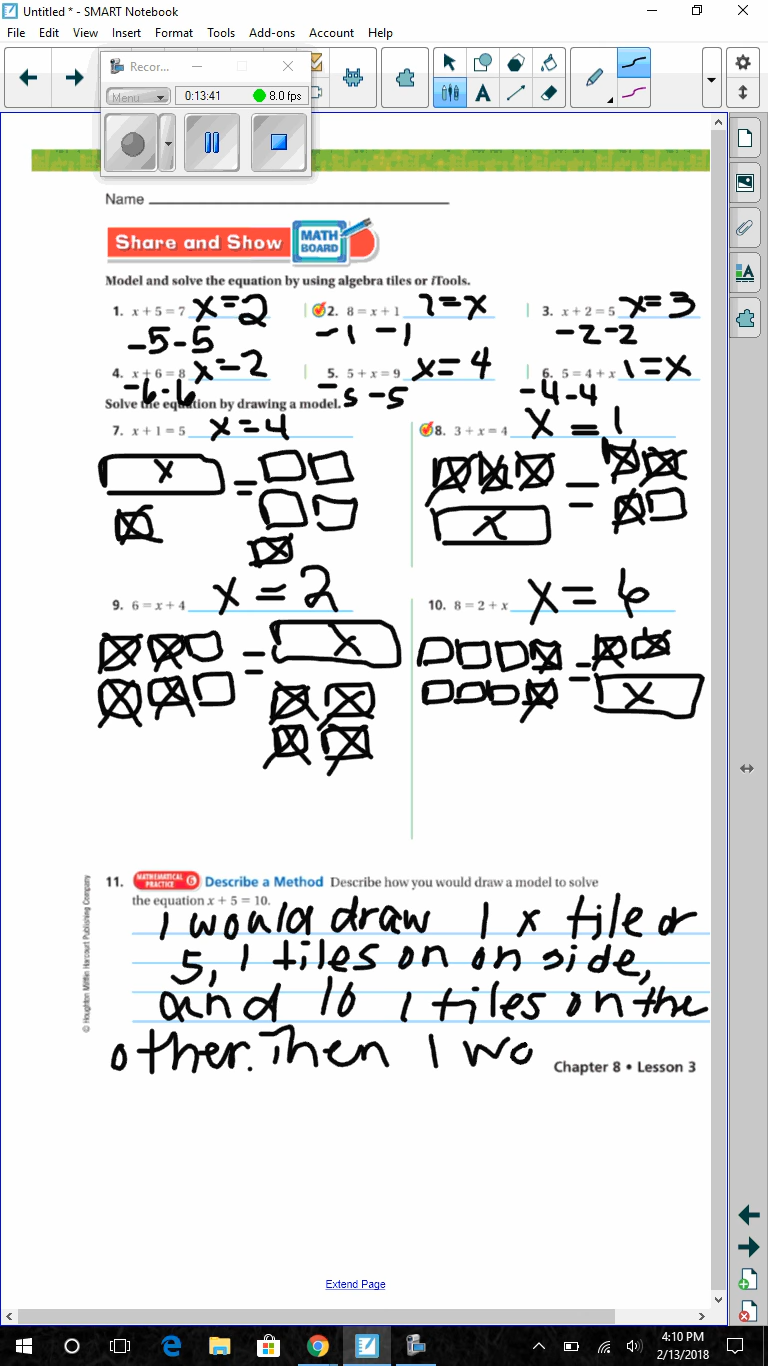 Untitled * - SMART Notebook
File Edit View Insert Format Tools Add-ons Account Help
Recor...
Menu 0:13:41 8.0 fps
Name
Share and Show MATH BOARD
Model and solve the equation by using algebra tiles or iTools.
1. x + 5 = 7 x=2 2. 8 = x + 1 7=x 3. x + 2 = 5 x=3
-5-5 -1 -1 -2-2
4. x + 6 = 8 x=2 5. 5 + x = 9 x=4 6. 5 = 4 + x 1=x
-6-6 -5 -5 -4-4
Solve the equation by drawing a model.
7. x + 1 = 5 x=4 8. 3 + x = 4 x = 1
x = =
x
9. 6 = x + 4 x = 2 10. 8 = 2 + x x = 6
= x =
x
11. MATHEMATICAL PRACTICE 6 Describe a Method Describe how you would draw a model to solve
the equation x + 5 = 10.
I would draw 1 x tile or
5, 1 tiles on on side,
and 10 1 tiles on the
other. Then I wo
Chapter 8 • Lesson 3
© Houghton Mifflin Harcourt Publishing Company
Extend Page
4:10 PM
2/13/2018